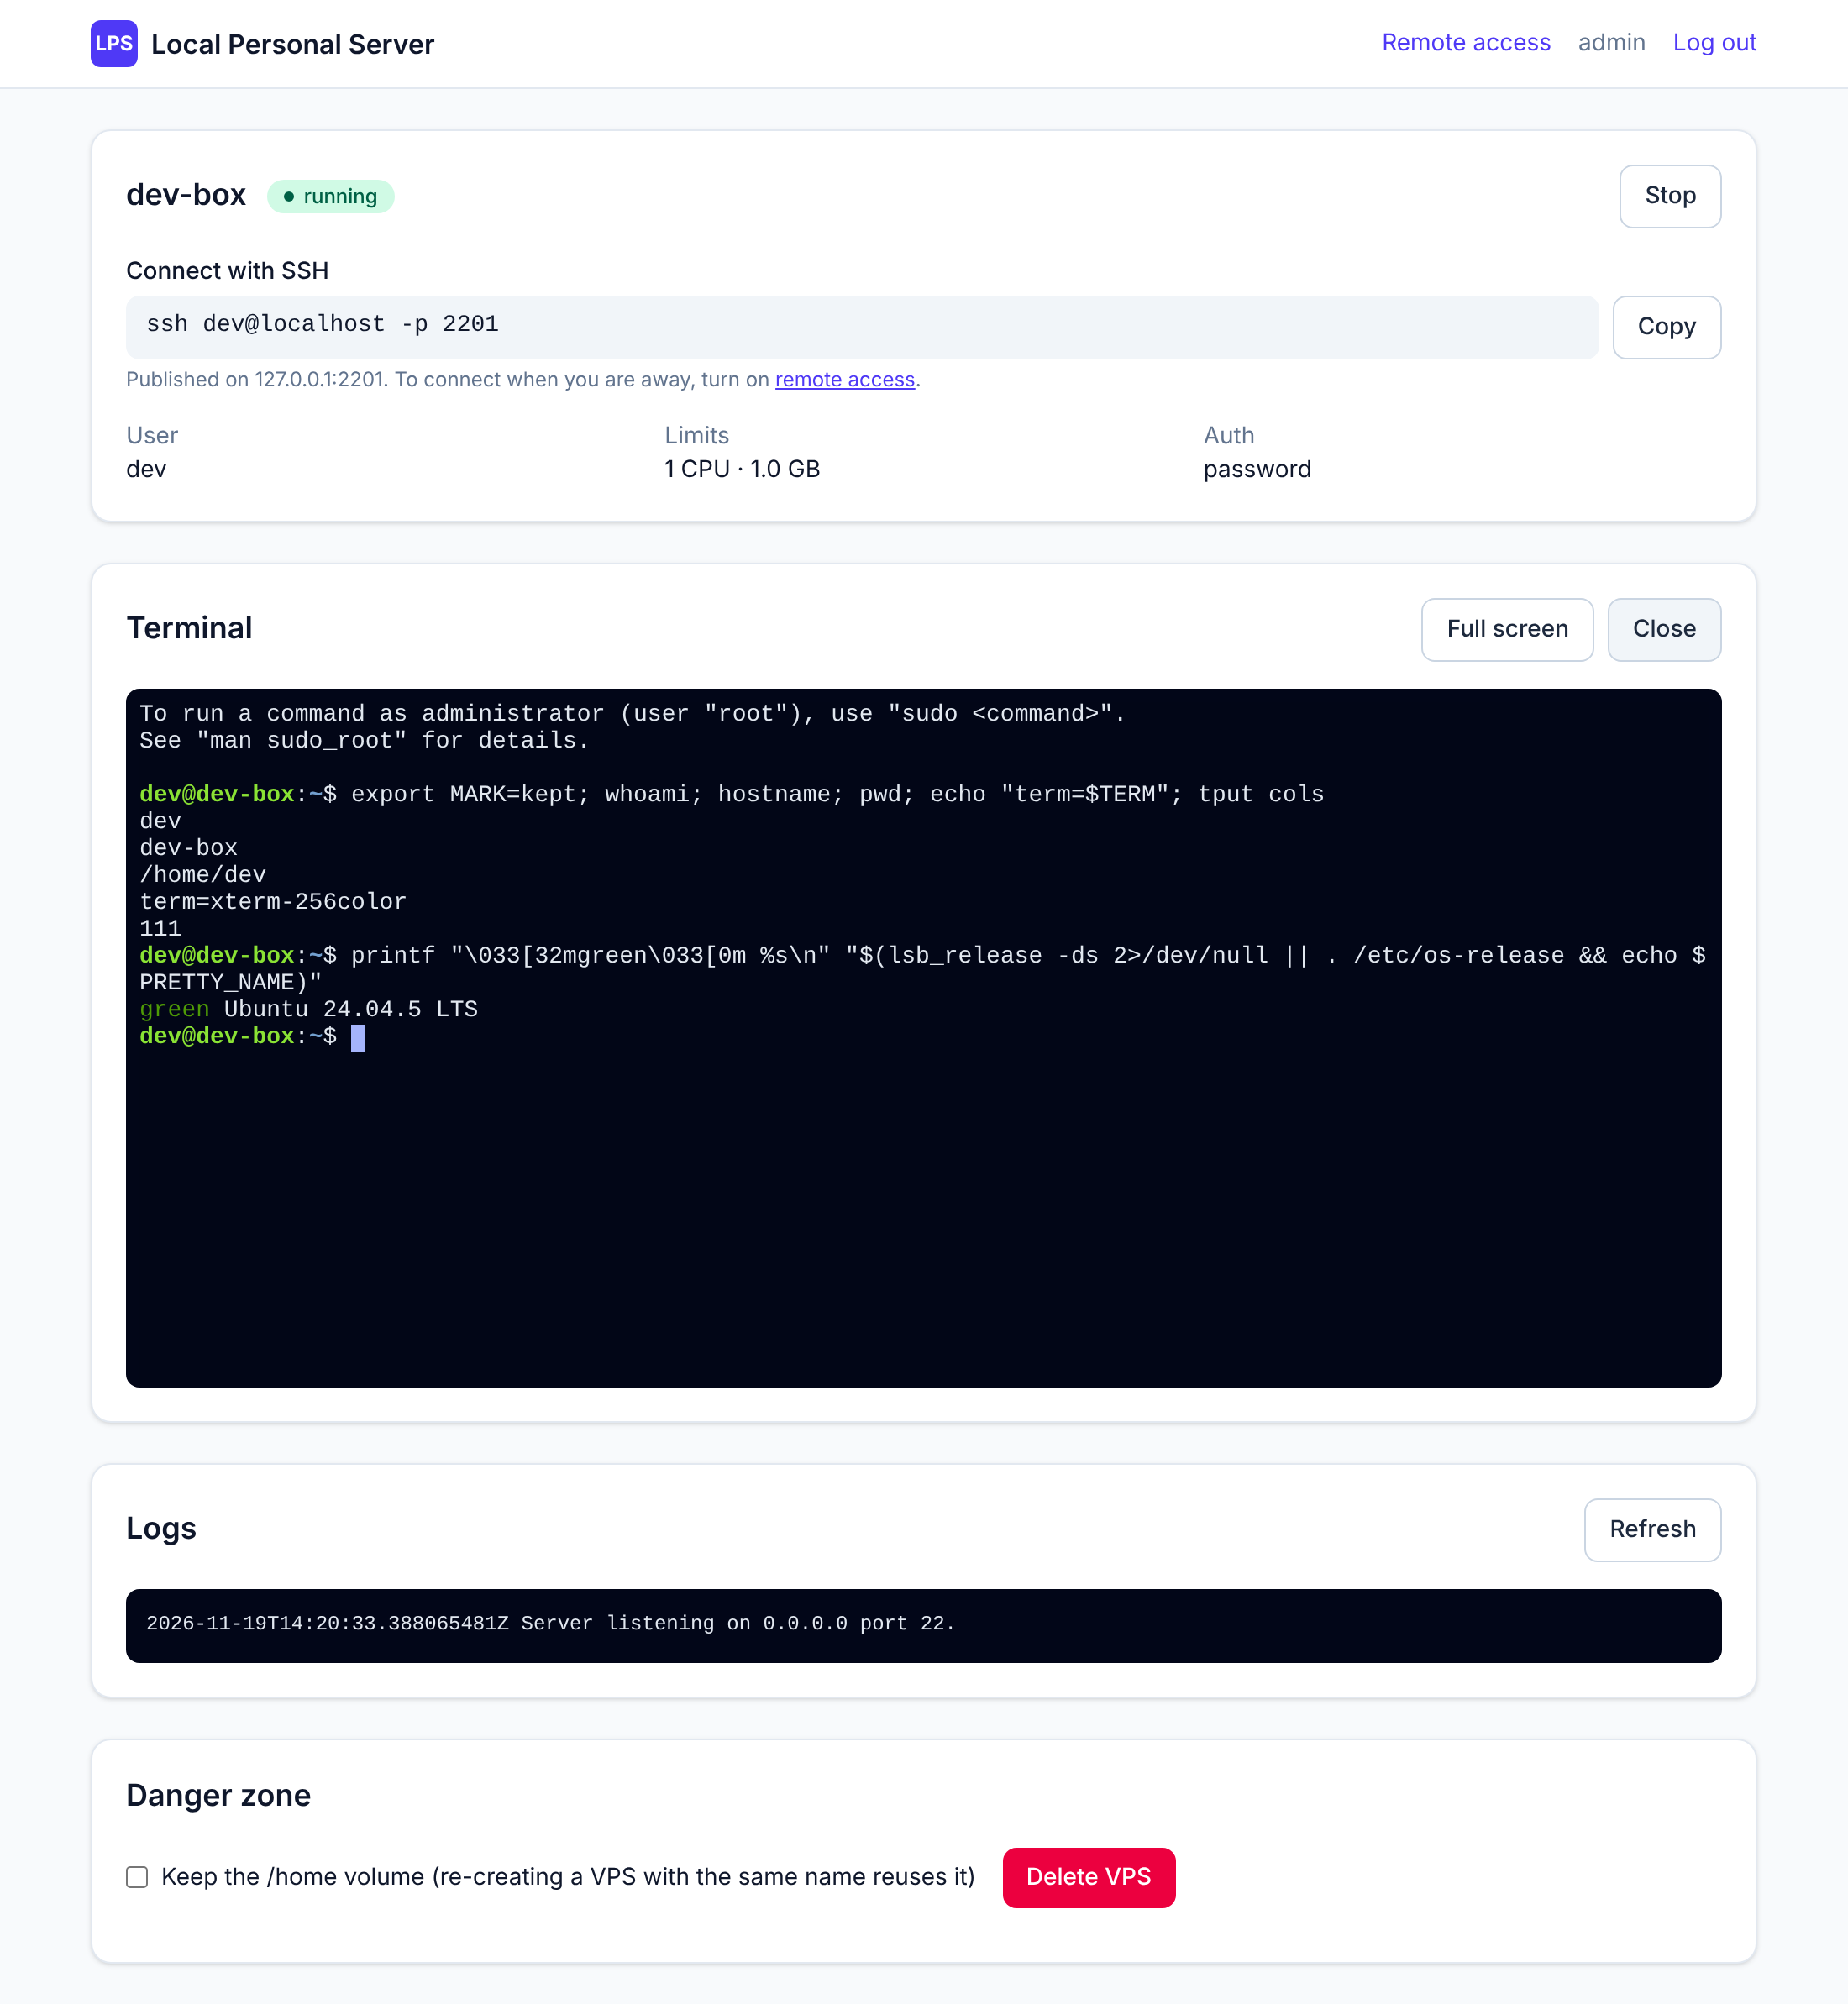 LPS Local Personal Server
Remote access admin Log out
dev-box running
Stop
Connect with SSH
ssh dev@localhost -p 2201
Copy
Published on 127.0.0.1:2201. To connect when you are away, turn on remote access.
User Limits Auth
dev 1 CPU · 1.0 GB password
Terminal
Full screen Close
To run a command as administrator (user "root"), use "sudo <command>".
See "man sudo_root" for details.
dev@dev-box:~$ export MARK=kept; whoami; hostname; pwd; echo "term=$TERM"; tput cols
dev
dev-box
/home/dev
term=xterm-256color
111
dev@dev-box:~$ printf "\033[32mgreen\033[0m %s\n" "$(lsb_release -ds 2>/dev/null || . /etc/os-release && echo $
PRETTY_NAME)"
green Ubuntu 24.04.5 LTS
dev@dev-box:~$
Logs
Refresh
2026-11-19T14:20:33.388065481Z Server listening on 0.0.0.0 port 22.
Danger zone
Keep the /home volume (re-creating a VPS with the same name reuses it) Delete VPS